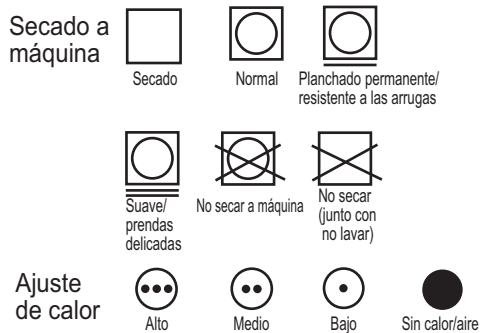 Secado a
máquina
Secado
Normal
Planchado permanente/
resistente a las arrugas
Suave/
prendas
delicadas
No secar a máquina
No secar
(junto con
no lavar)
Ajuste
de calor
Alto
Medio
Bajo
Sin calor/aire